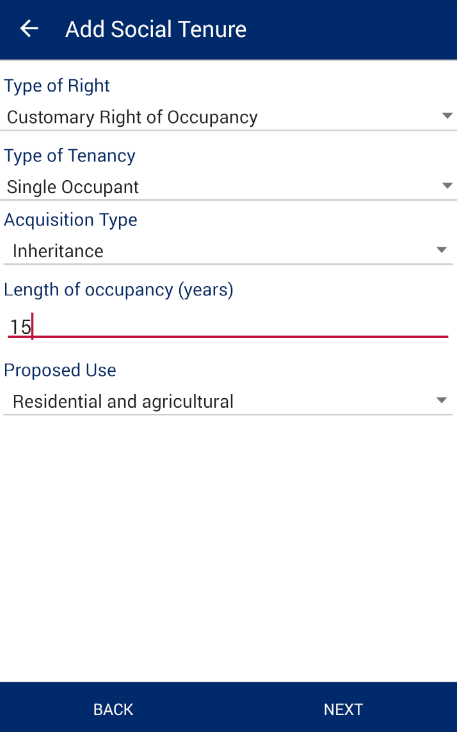 Add Social Tenure
Type of Right
Customary Right of Occupancy
Type of Tenancy
Single Occupant
Acquisition Type
Inheritance
Length of occupancy (years)
15
Proposed Use
Residential and agricultural
BACK NEXT